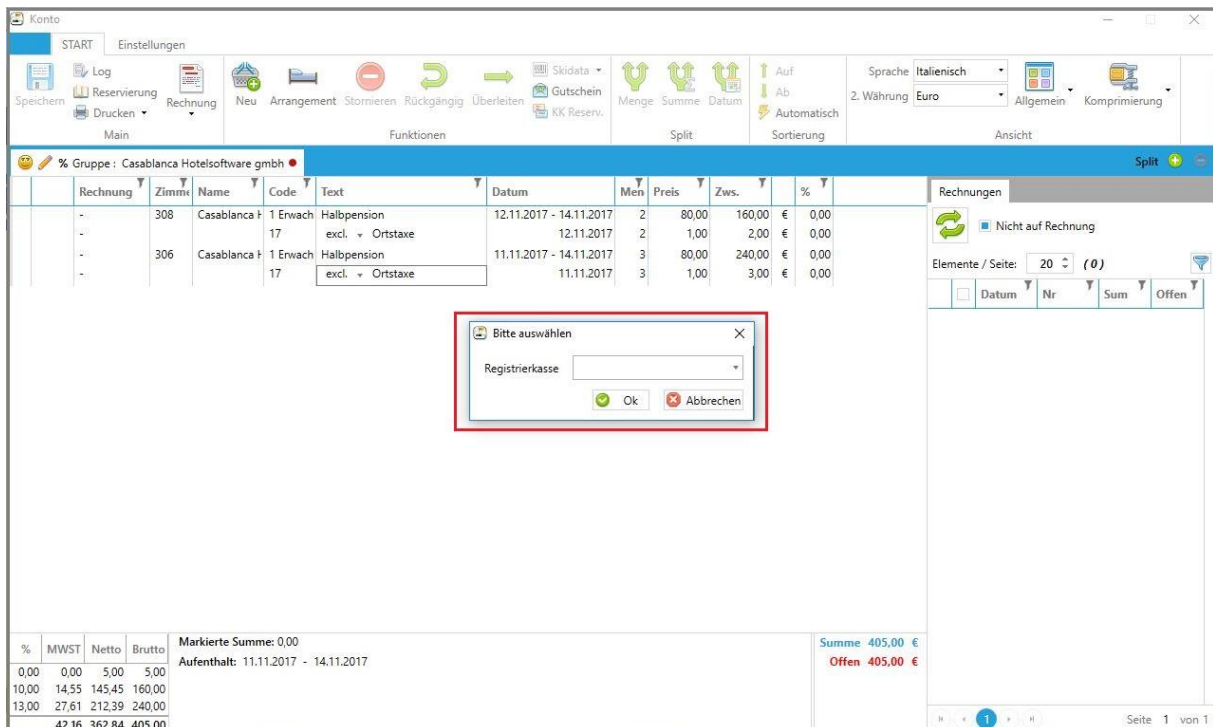 Konto
START Einstellungen
Speichern
Log
Reservierung
Drucken
Rechnung
Main
Neu
Arrangement
Stornieren
Rückgängig
Überleiten
Skidata
Gutschein
KK Reserv.
Funktionen
Menge
Summe
Datum
Split
Auf
Ab
Automatisch
Sortierung
Sprache Italienisch
2. Währung Euro
Allgemein
Komprimierung
Ansicht
% Gruppe : Casablanca Hotelsoftware gmbh
Split
Rechnung Zimme Name Code Text Datum Men Preis Zws. %
- 308 Casablanca H 1 Erwach Halbpension 12.11.2017 - 14.11.2017 2 80,00 160,00 € 0,00
- 17 excl. Ortstaxe 12.11.2017 2 1,00 2,00 € 0,00
- 306 Casablanca H 1 Erwach Halbpension 11.11.2017 - 14.11.2017 3 80,00 240,00 € 0,00
- 17 excl. Ortstaxe 11.11.2017 3 1,00 3,00 € 0,00
Rechnungen
Nicht auf Rechnung
Elemente / Seite: 20 ( 0 )
Datum Nr Sum Offen
Bitte auswählen
Registrierkasse
Ok Abbrechen
% MWST Netto Brutto
0,00 0,00 5,00 5,00
10,00 14,55 145,45 160,00
13,00 27,61 212,39 240,00
42,16 362,84 405,00
Markierte Summe: 0,00
Aufenthalt: 11.11.2017 - 14.11.2017
Summe 405,00 €
Offen 405,00 €
1
Seite 1 von 1